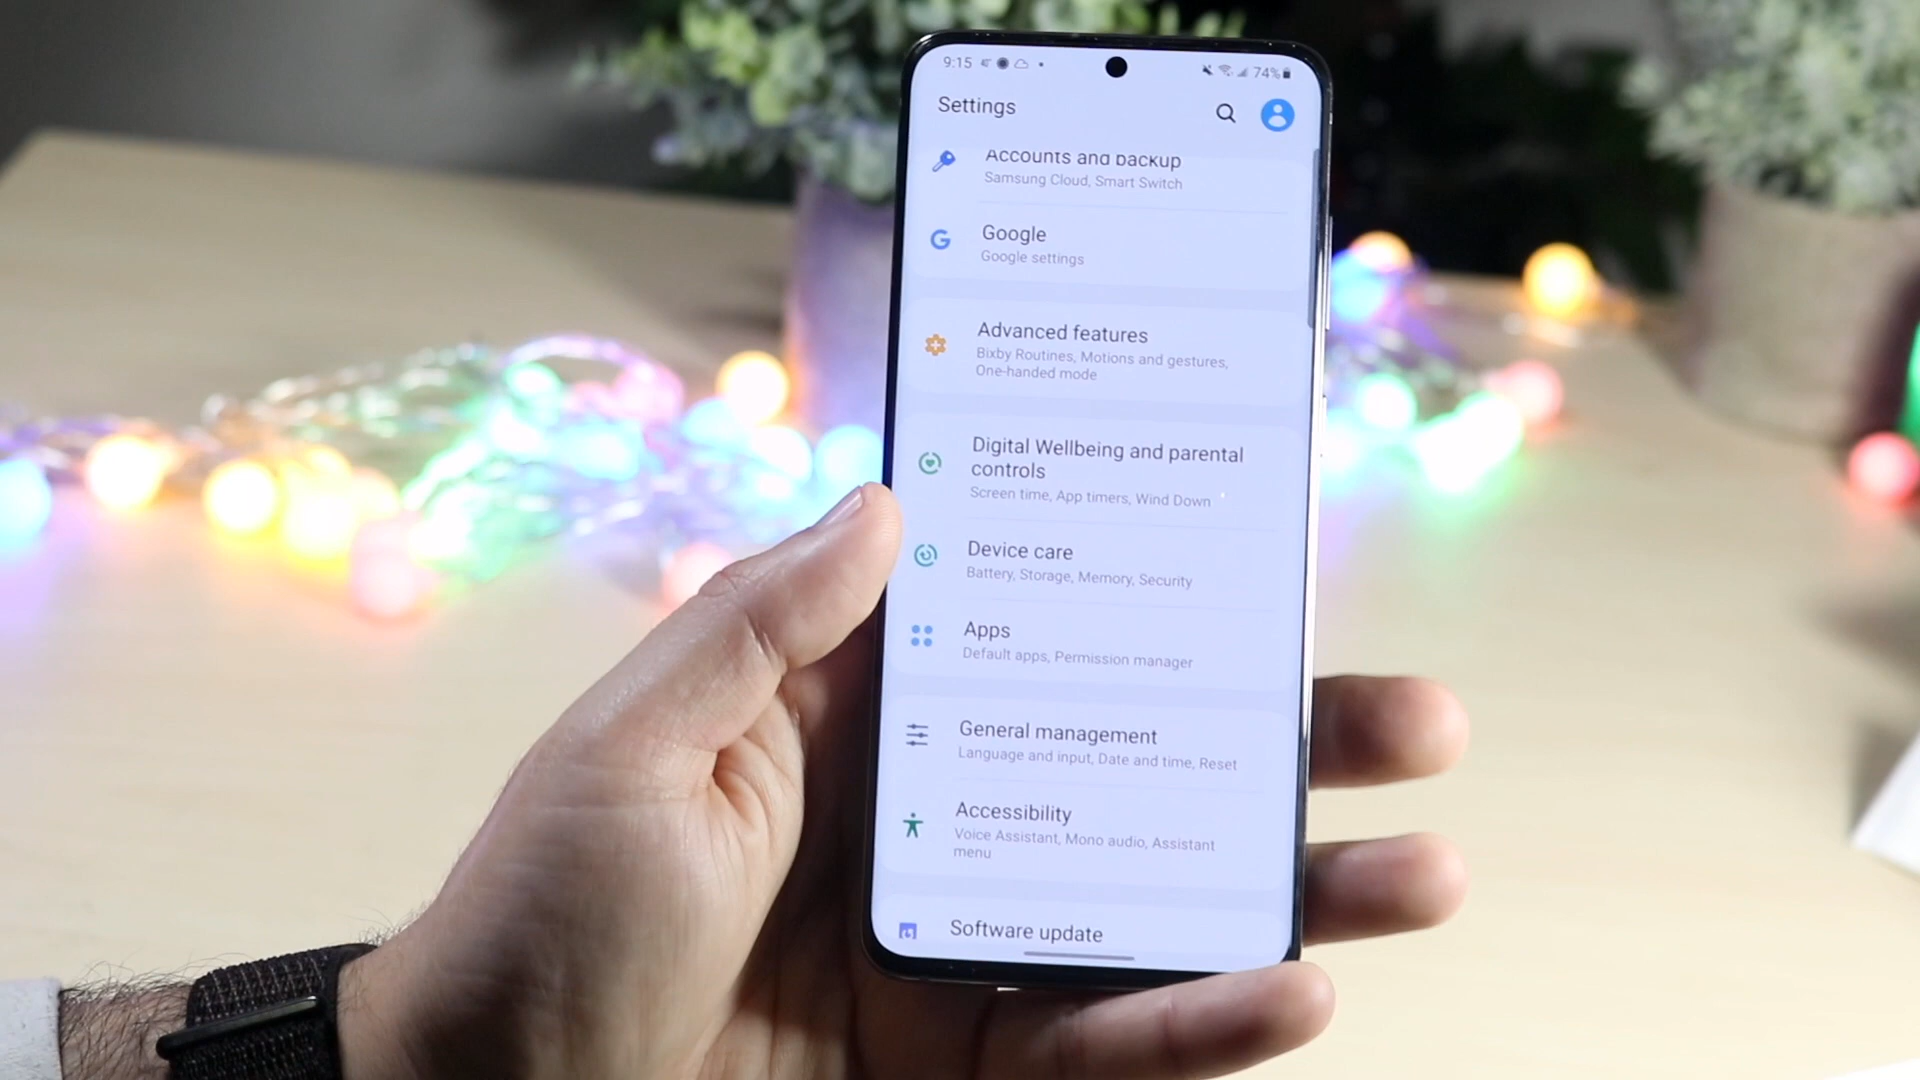 9:15
74%
Settings
Accounts and backup
Samsung Cloud, Smart Switch
G
Google
Google settings
Advanced features
Bixby Routines, Motions and gestures,
One-handed mode
Digital Wellbeing and parental
controls
Screen time, App timers, Wind Down
Device care
Battery, Storage, Memory, Security
Apps
Default apps, Permission manager
General management
Language and input, Date and time, Reset
Accessibility
Voice Assistant, Mono audio, Assistant
menu
Software update